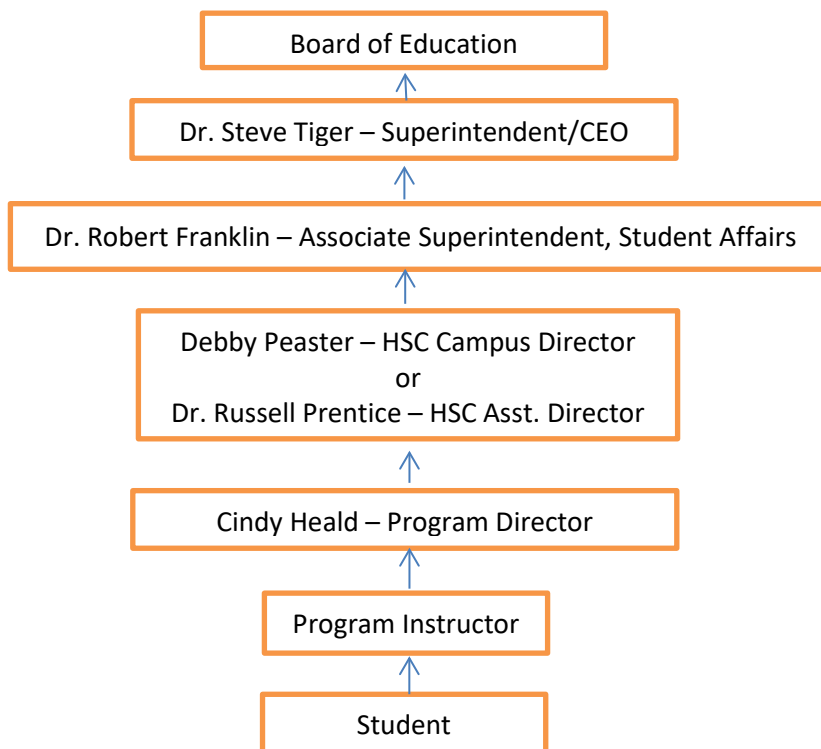 Board of Education
Dr. Steve Tiger – Superintendent/CEO
Dr. Robert Franklin – Associate Superintendent, Student Affairs
Debby Peaster – HSC Campus Director
or
Dr. Russell Prentice – HSC Asst. Director
Cindy Heald – Program Director
Program Instructor
Student